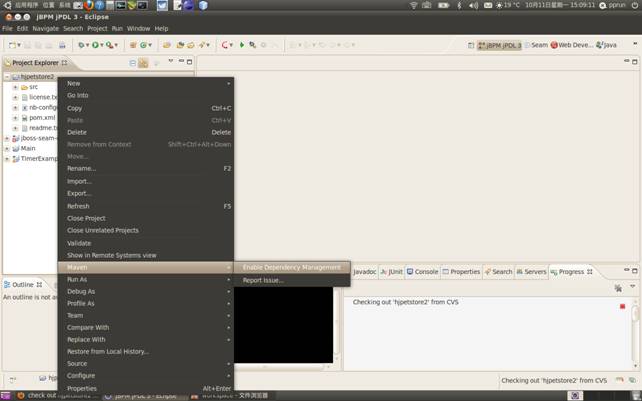 应用程序 位置 系统
19 °C
10月11日星期一 15:09:11
pprun
jBPM jPDL 3 - Eclipse
File Edit Navigate Search Project Run Window Help
jBPM jPDL 3
Seam
Web Deve...
Java
Project Explorer
hjpetstore2
src
license.tx
nb-config
pom.xml
readme.tx
jboss-seam-
Main
TimerExamp
New
Go Into
Copy Ctrl+C
Paste Ctrl+V
Delete Delete
Remove from Context Shift+Ctrl+Alt+Down
Move...
Rename... F2
Import...
Export...
Refresh F5
Close Project
Close Unrelated Projects
Validate
Show in Remote Systems view
Maven
Run As
Debug As
Profile As
Team
Compare With
Replace With
Restore from Local History...
Source
Configure
Properties Alt+Enter
Enable Dependency Management
Report Issue...
Outline
An outline is not av
Javadoc
JUnit
Console
Properties
Search
Servers
Progress
Checking out 'hjpetstore2' from CVS
hjp
Checking out 'hjpetstore2' from CVS
check out hjpetstore2
jBPM jPDL 3 - Eclipse
workspace - 文件浏览器